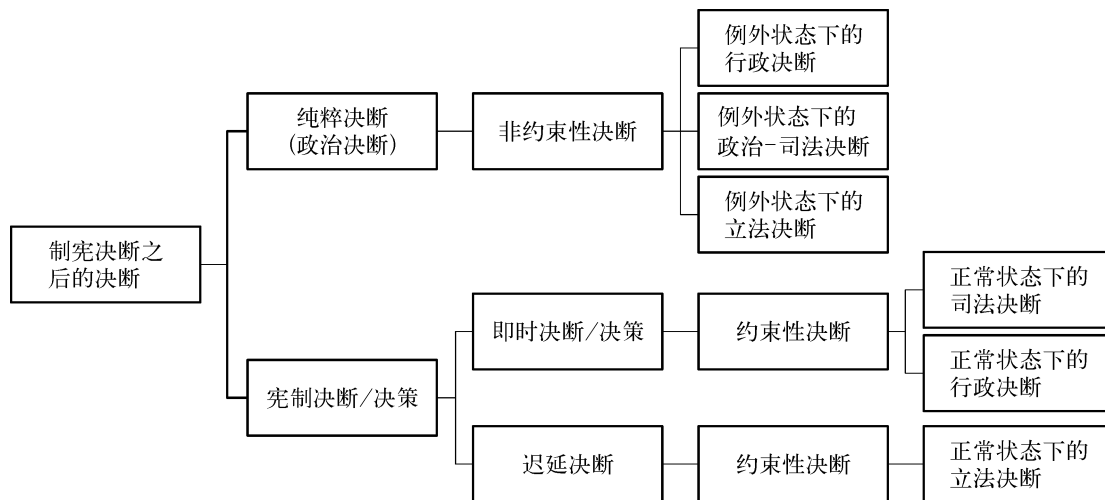 制宪决断之
后的决断
纯粹决断
(政治决断)
非约束性决断
例外状态下的
行政决断
例外状态下的
政治-司法决断
例外状态下的
立法决断
宪制决断/决策
即时决断/决策
约束性决断
正常状态下的
司法决断
正常状态下的
行政决断
迟延决断
约束性决断
正常状态下的
立法决断